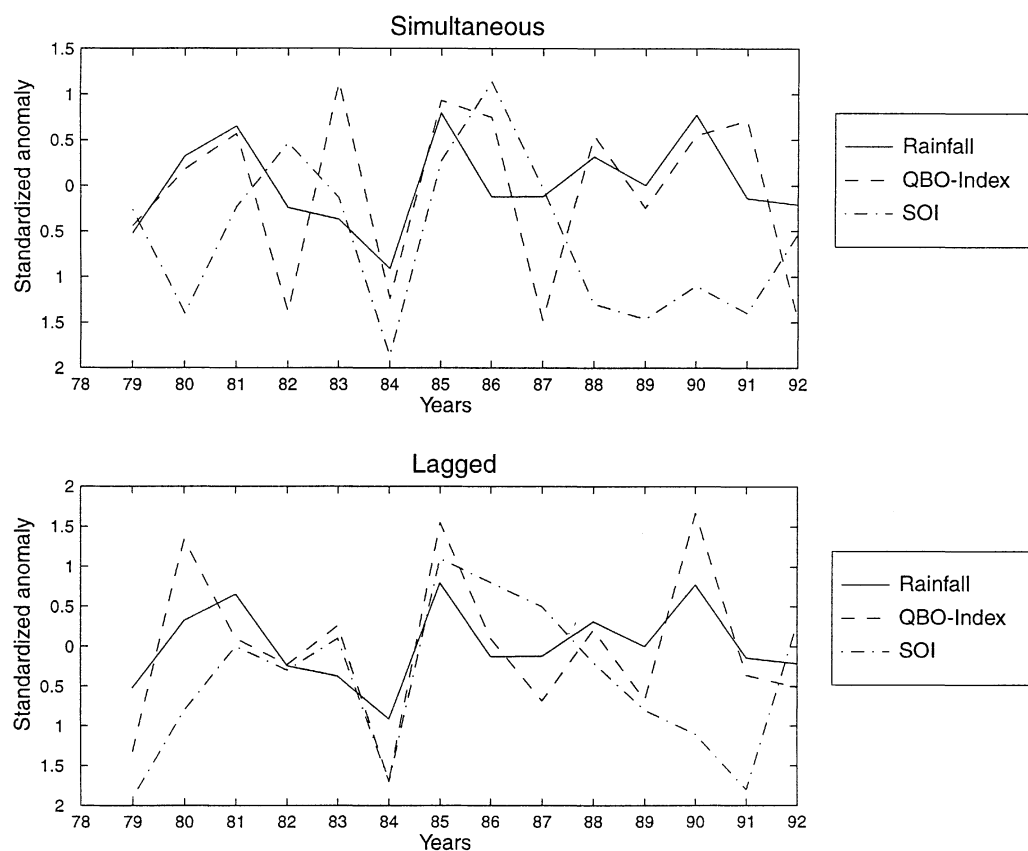 Simultaneous
Standardized anomaly
1.5
1
0.5
0
0.5
1
1.5
2
78 79 80 81 82 83 84 85 86 87 88 89 90 91 92
Years
Rainfall
QBO-Index
SOI
Lagged
Standardized anomaly
2
1.5
1
0.5
0
0.5
1
1.5
2
78 79 80 81 82 83 84 85 86 87 88 89 90 91 92
Years
Rainfall
QBO-Index
SOI